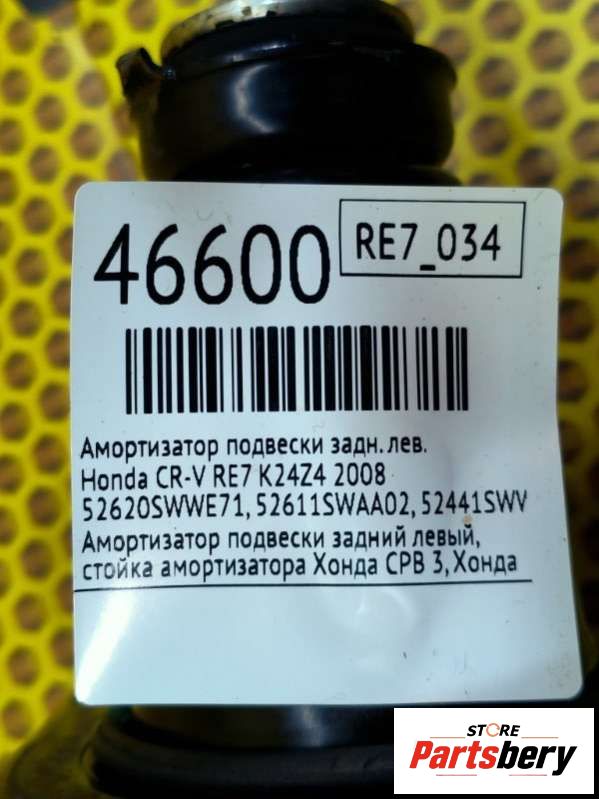 46600
RE7_034
Амортизатор подвески задн. лев.
Honda CR-V RE7 K24Z4 2008
52620SWWE71, 52611SWAA02, 52441SWV
Амортизатор подвески задний левый,
стойка амортизатора Хонда СРВ 3, Хонда
STORE
Partsbery